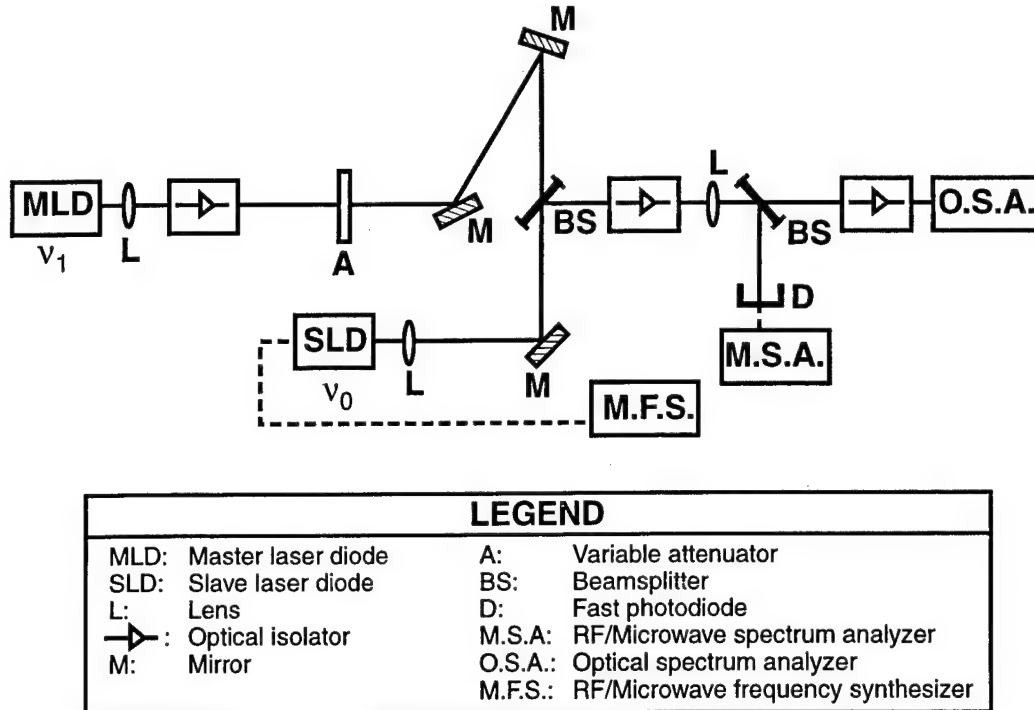 M
MLD
ν1
L
A
M
BS
L
BS
O.S.A.
D
M.S.A.
SLD
ν0
L
M
M.F.S.
LEGEND
MLD: Master laser diode
SLD: Slave laser diode
L: Lens
: Optical isolator
M: Mirror
A: Variable attenuator
BS: Beamsplitter
D: Fast photodiode
M.S.A: RF/Microwave spectrum analyzer
O.S.A.: Optical spectrum analyzer
M.F.S.: RF/Microwave frequency synthesizer